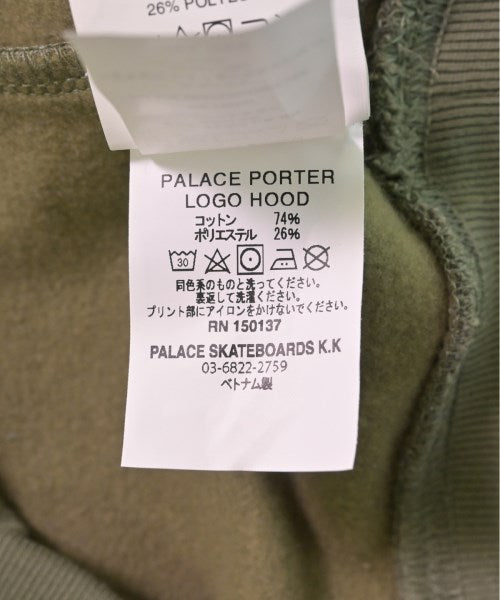 26% POLYE
PALACE PORTER
LOGO HOOD
コットン 74%
ポリエステル 26%
30
同色系のものと洗ってください。
裏返して洗濯ください。
プリント部にアイロンをかけないでください。
RN 150137
PALACE SKATEBOARDS K.K
03-6822-2759
ベトナム製